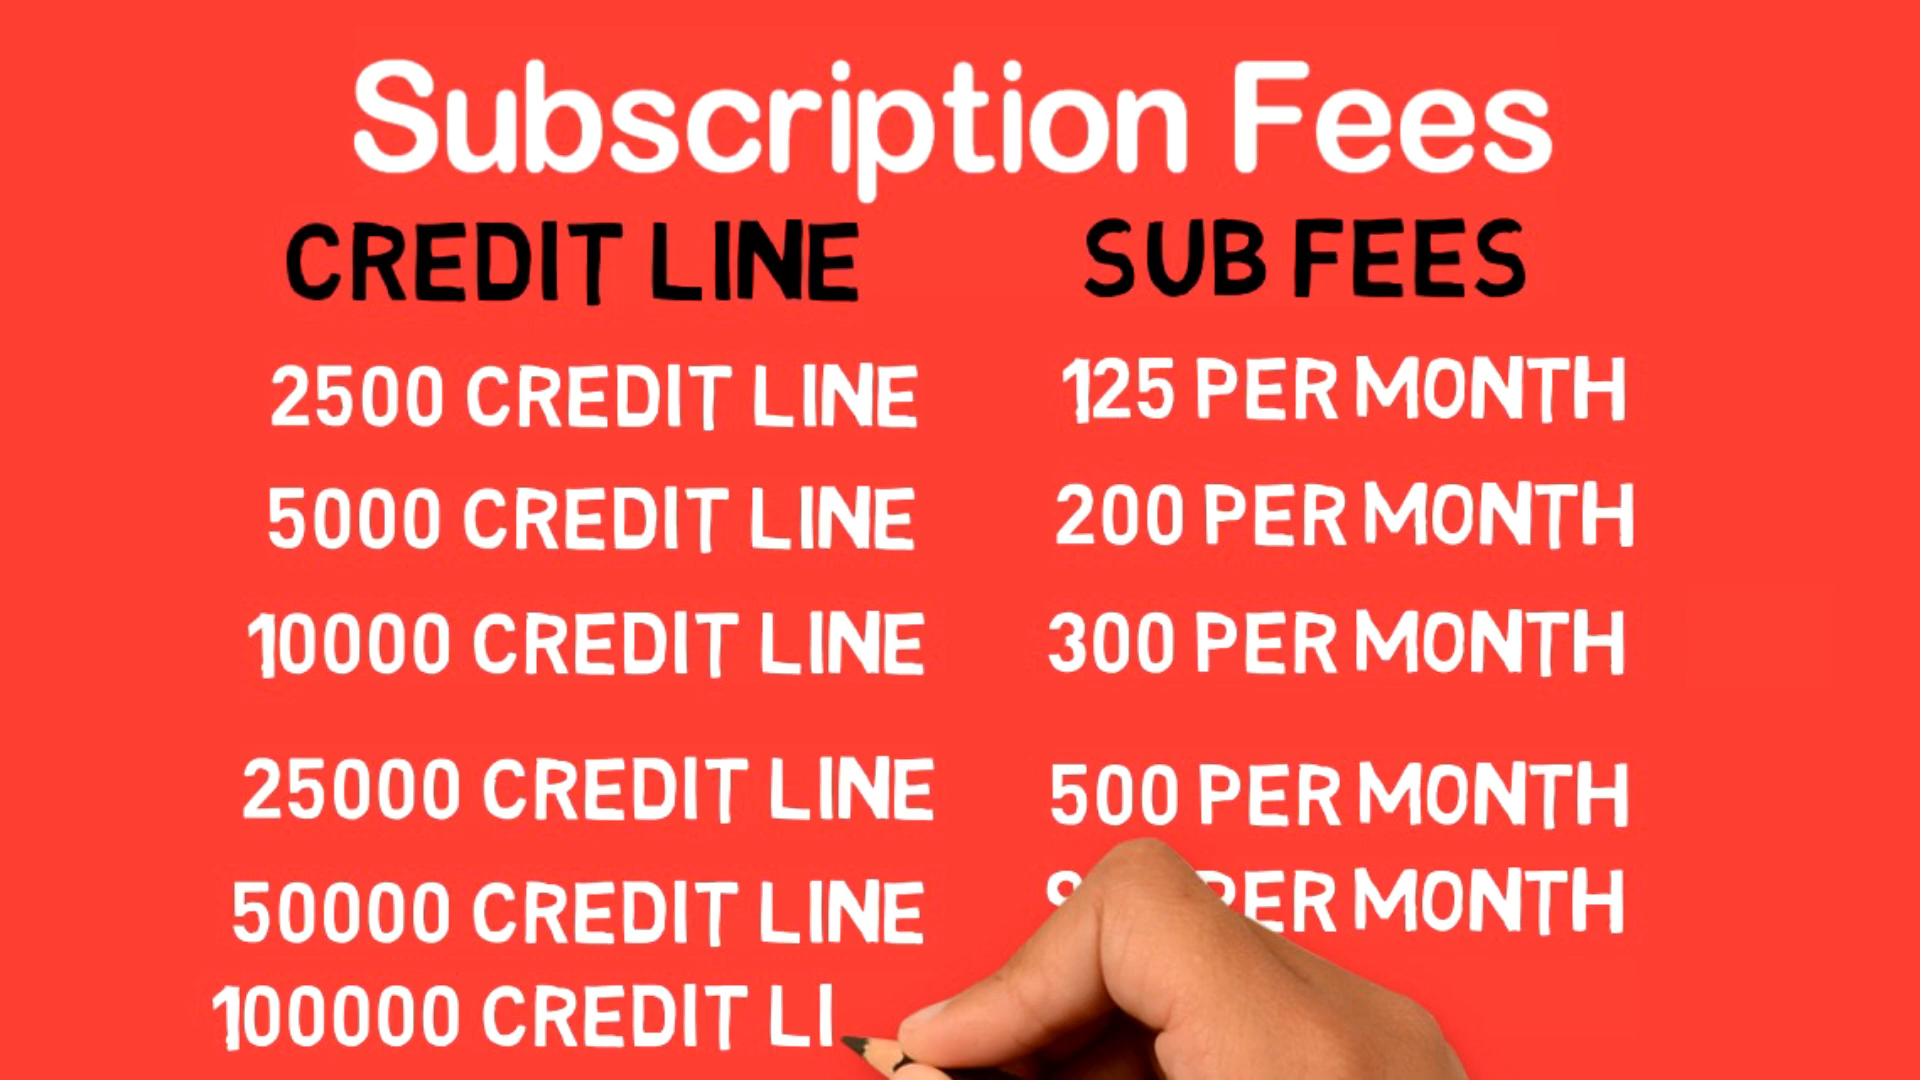 Subscription Fees
CREDIT LINE SUB FEES
2500 CREDIT LINE 125 PER MONTH
5000 CREDIT LINE 200 PER MONTH
10000 CREDIT LINE 300 PER MONTH
25000 CREDIT LINE 500 PER MONTH
50000 CREDIT LINE PER MONTH
100000 CREDIT LI